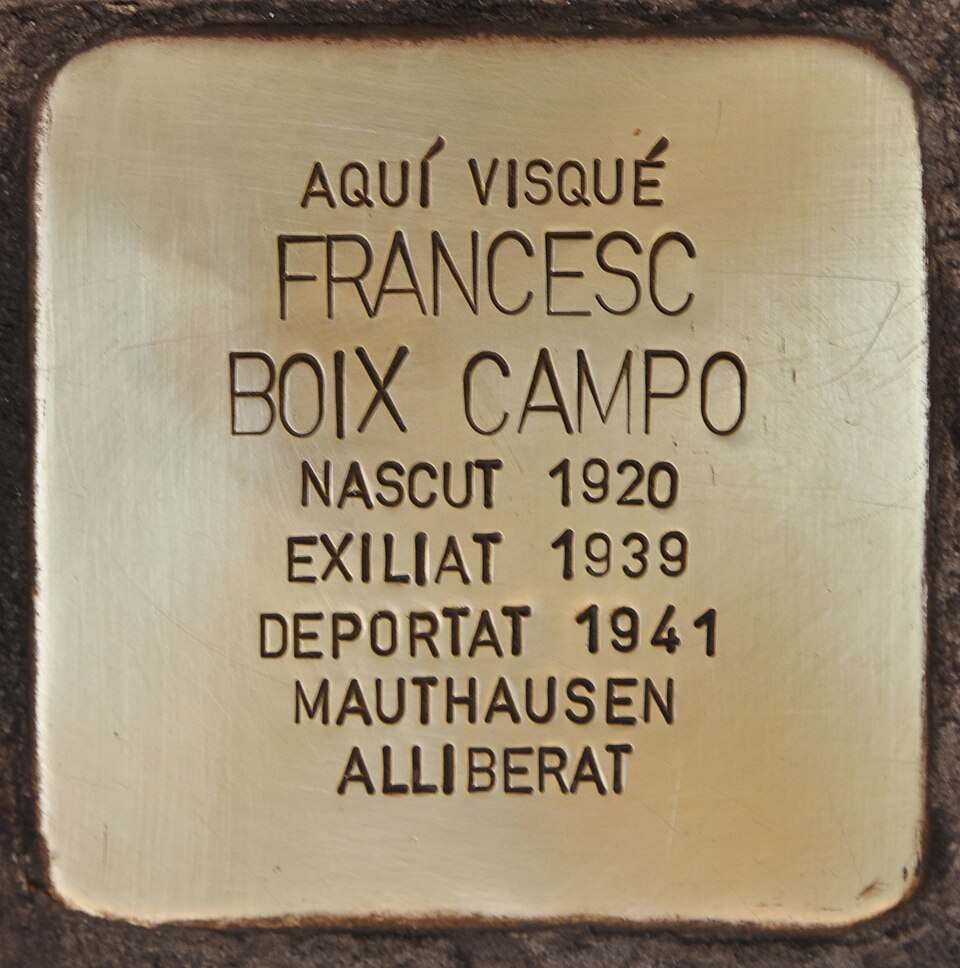 AQUÍ VISQUÉ
FRANCESC
BOIX CAMPO
NASCUT 1920
EXILIAT 1939
DEPORTAT 1941
MAUTHAUSEN
ALLIBERAT